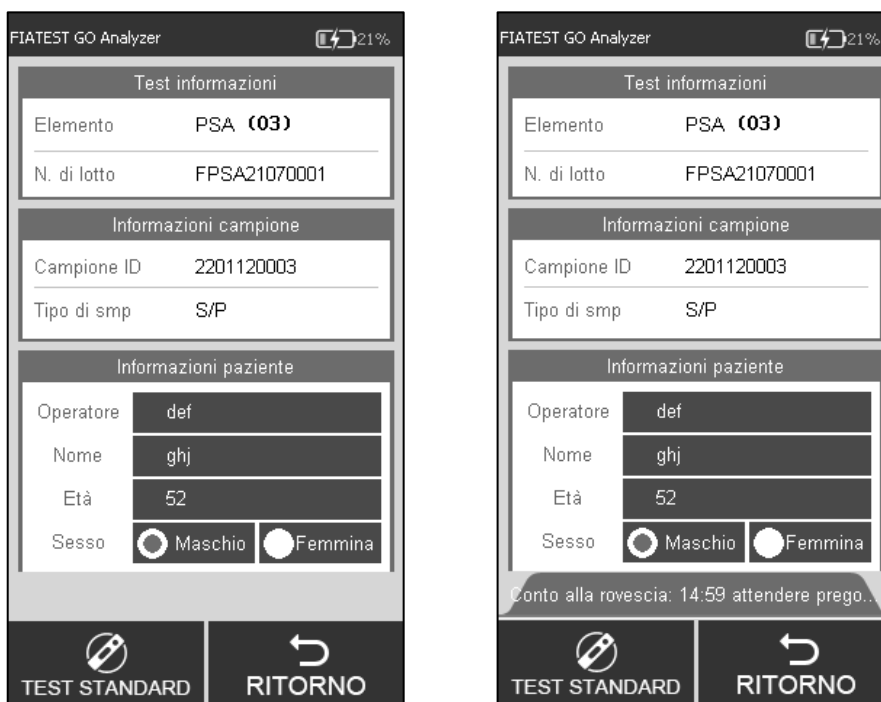 FIATEST GO Analyzer 21%
Test informazioni
Elemento PSA (03)
N. di lotto FPSA21070001
Informazioni campione
Campione ID 2201120003
Tipo di smp S/P
Informazioni paziente
Operatore def
Nome ghj
Età 52
Sesso Maschio Femmina
TEST STANDARD RITORNO
FIATEST GO Analyzer 21%
Test informazioni
Elemento PSA (03)
N. di lotto FPSA21070001
Informazioni campione
Campione ID 2201120003
Tipo di smp S/P
Informazioni paziente
Operatore def
Nome ghj
Età 52
Sesso Maschio Femmina
Conto alla rovescia: 14:59 attendere prego..
TEST STANDARD RITORNO